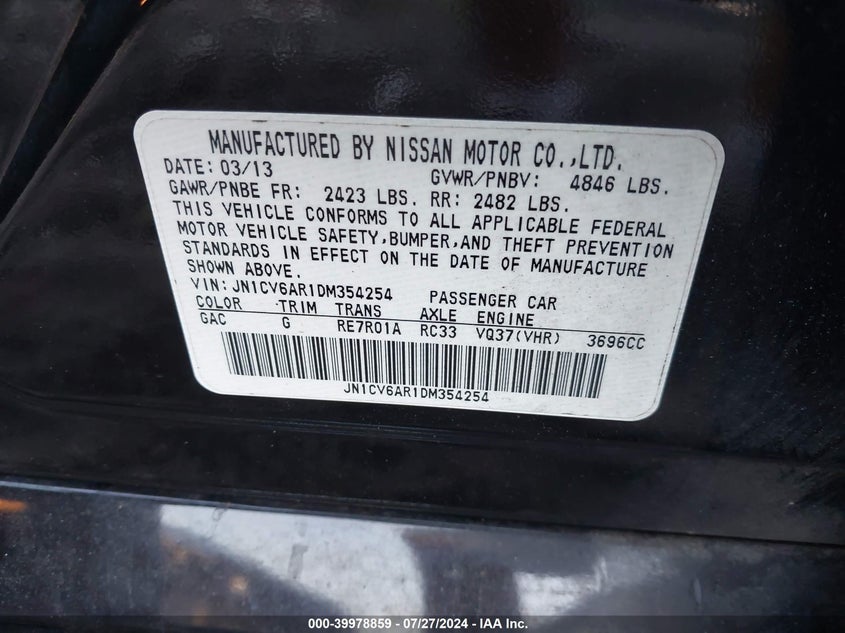 MANUFACTURED BY NISSAN MOTOR CO.,LTD.
DATE: 03/13 GVWR/PNBV: 4846 LBS.
GAWR/PNBE FR: 2423 LBS. RR: 2482 LBS.
THIS VEHICLE CONFORMS TO ALL APPLICABLE FEDERAL
MOTOR VEHICLE SAFETY,BUMPER,AND THEFT PREVENTION
STANDARDS IN EFFECT ON THE DATE OF MANUFACTURE
SHOWN ABOVE.
VIN: JN1CV6AR1DM354254 PASSENGER CAR
COLOR TRIM TRANS AXLE ENGINE
GAC G RE7R01A RC33 VQ37(VHR) 3696CC
JN1CV6AR1DM354254
000-39978859 - 07/27/2024 - IAA Inc.